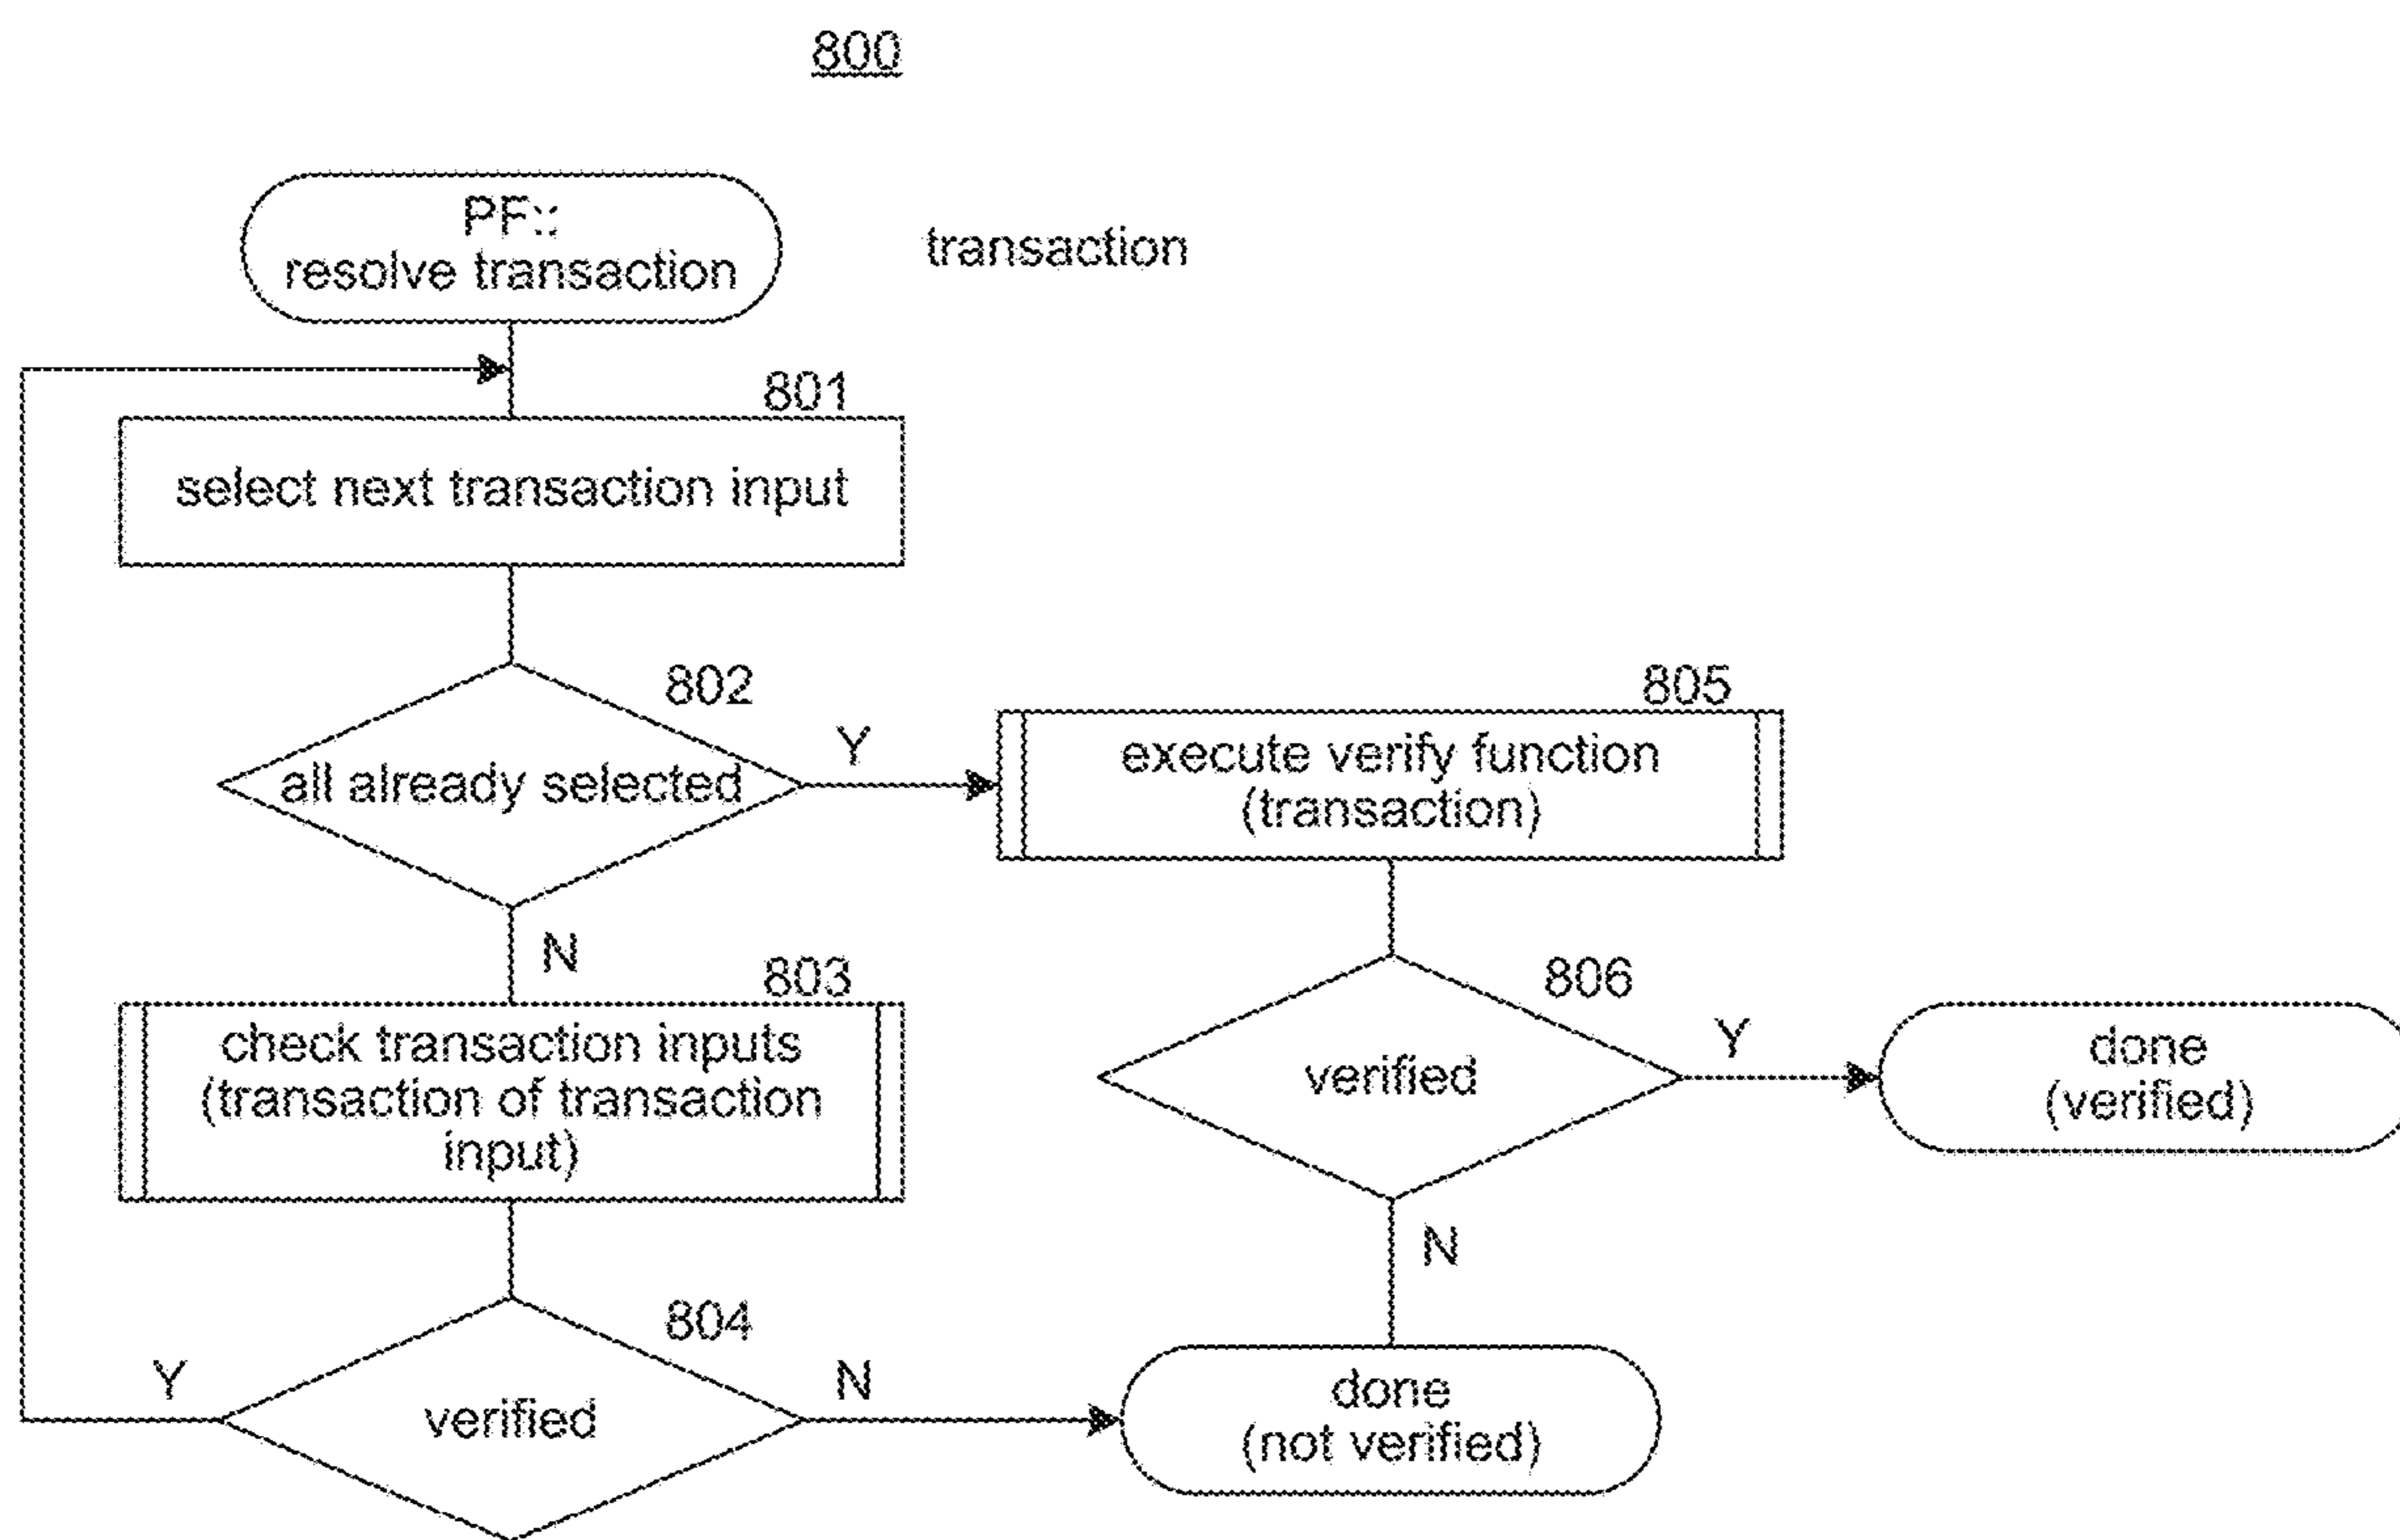 800
PF::
resolve transaction
transaction
801
select next transaction input
802
all already selected
Y
N
803
check transaction inputs
(transaction of transaction
input)
804
verified
Y
N
805
execute verify function
(transaction)
806
verified
Y
N
done
(verified)
done
(not verified)